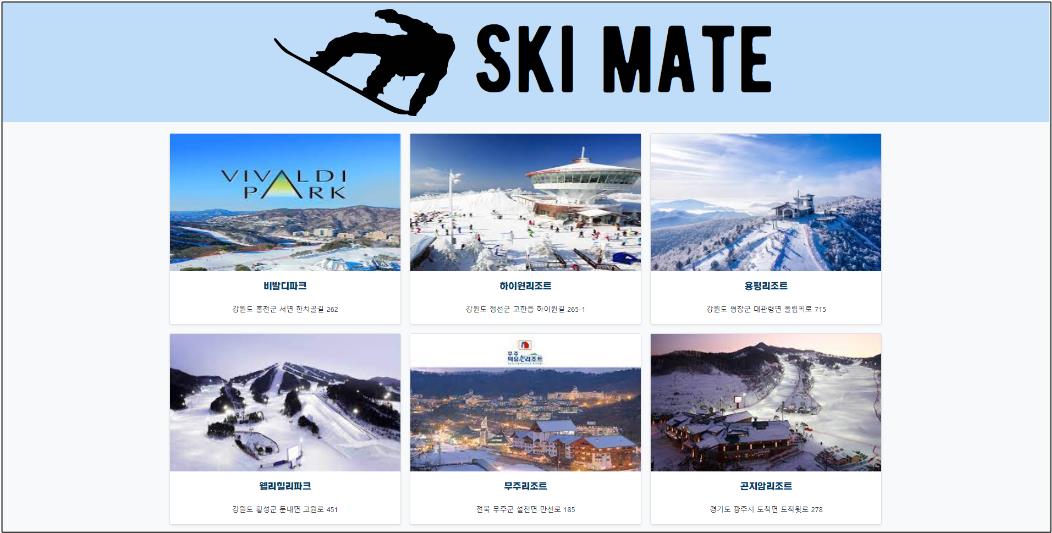 SKI MATE
VIVALDI
PARK
비발디파크
하이원리조트
용평리조트
강원도 홍천군 서면 한치골길 262
강원도 정선군 고한읍 하이원길 265-1
강원도 평창군 대관령면 올림픽로 715
무주
덕유산리조트
웰리힐리파크
무주리조트
곤지암리조트
강원도 횡성군 둔내면 고원로 451
전북 무주군 설천면 만선로 185
경기도 광주시 도척면 도척윗로 278